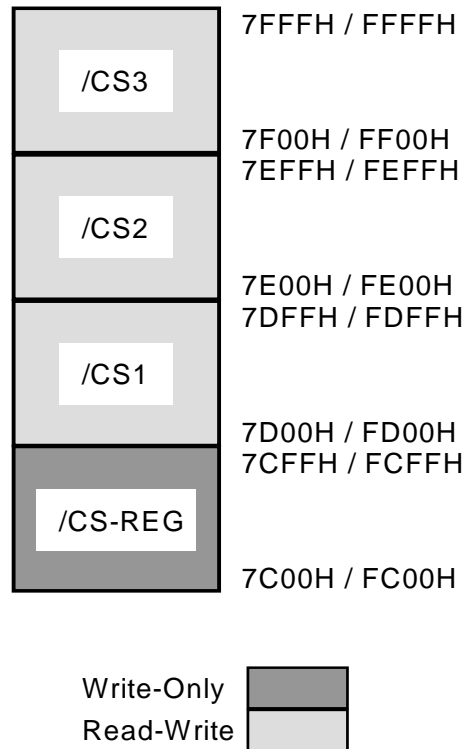 7FFFH / FFFFH
/CS3
7F00H / FF00H
7EFFH / FEFFH
/CS2
7E00H / FE00H
7DFFH / FDFFH
/CS1
7D00H / FD00H
7CFFH / FCFFH
/CS-REG
7C00H / FC00H
Write-Only
Read-Write